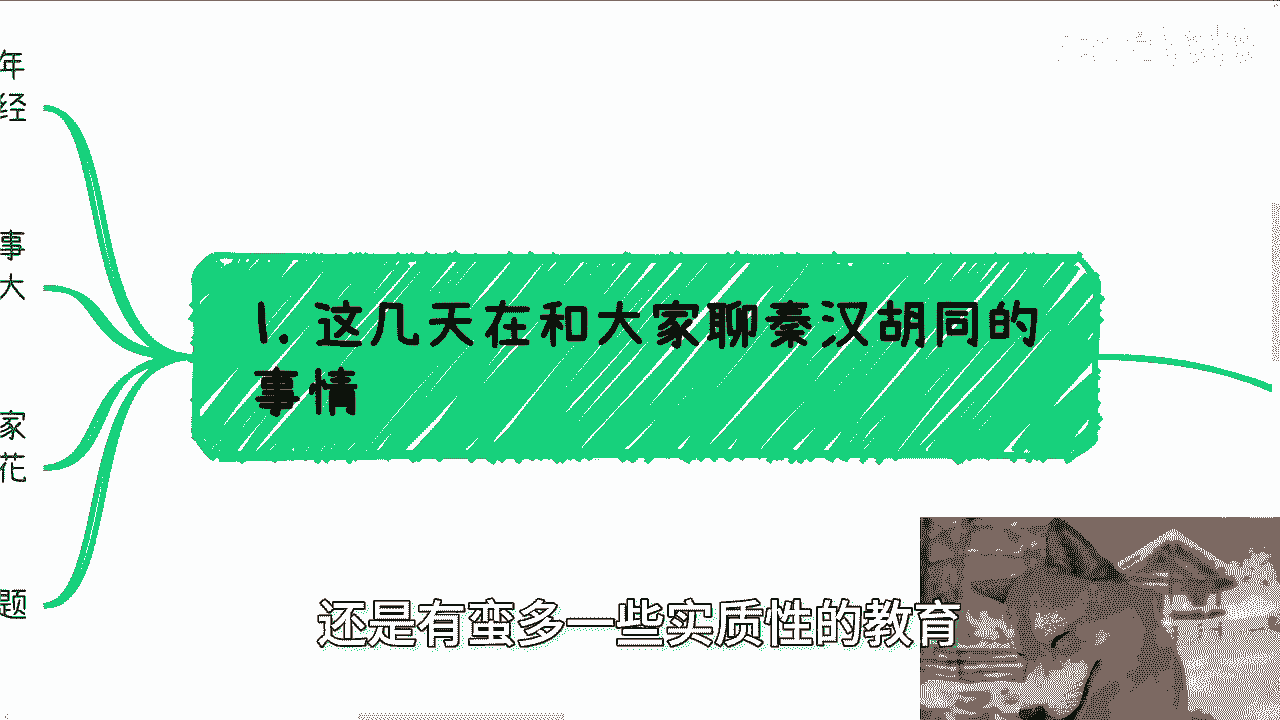 年
经
事
大
家
花
题
1. 这几天在和大家聊秦汉胡同的
事情
还是有蛮多一些实质性的教育